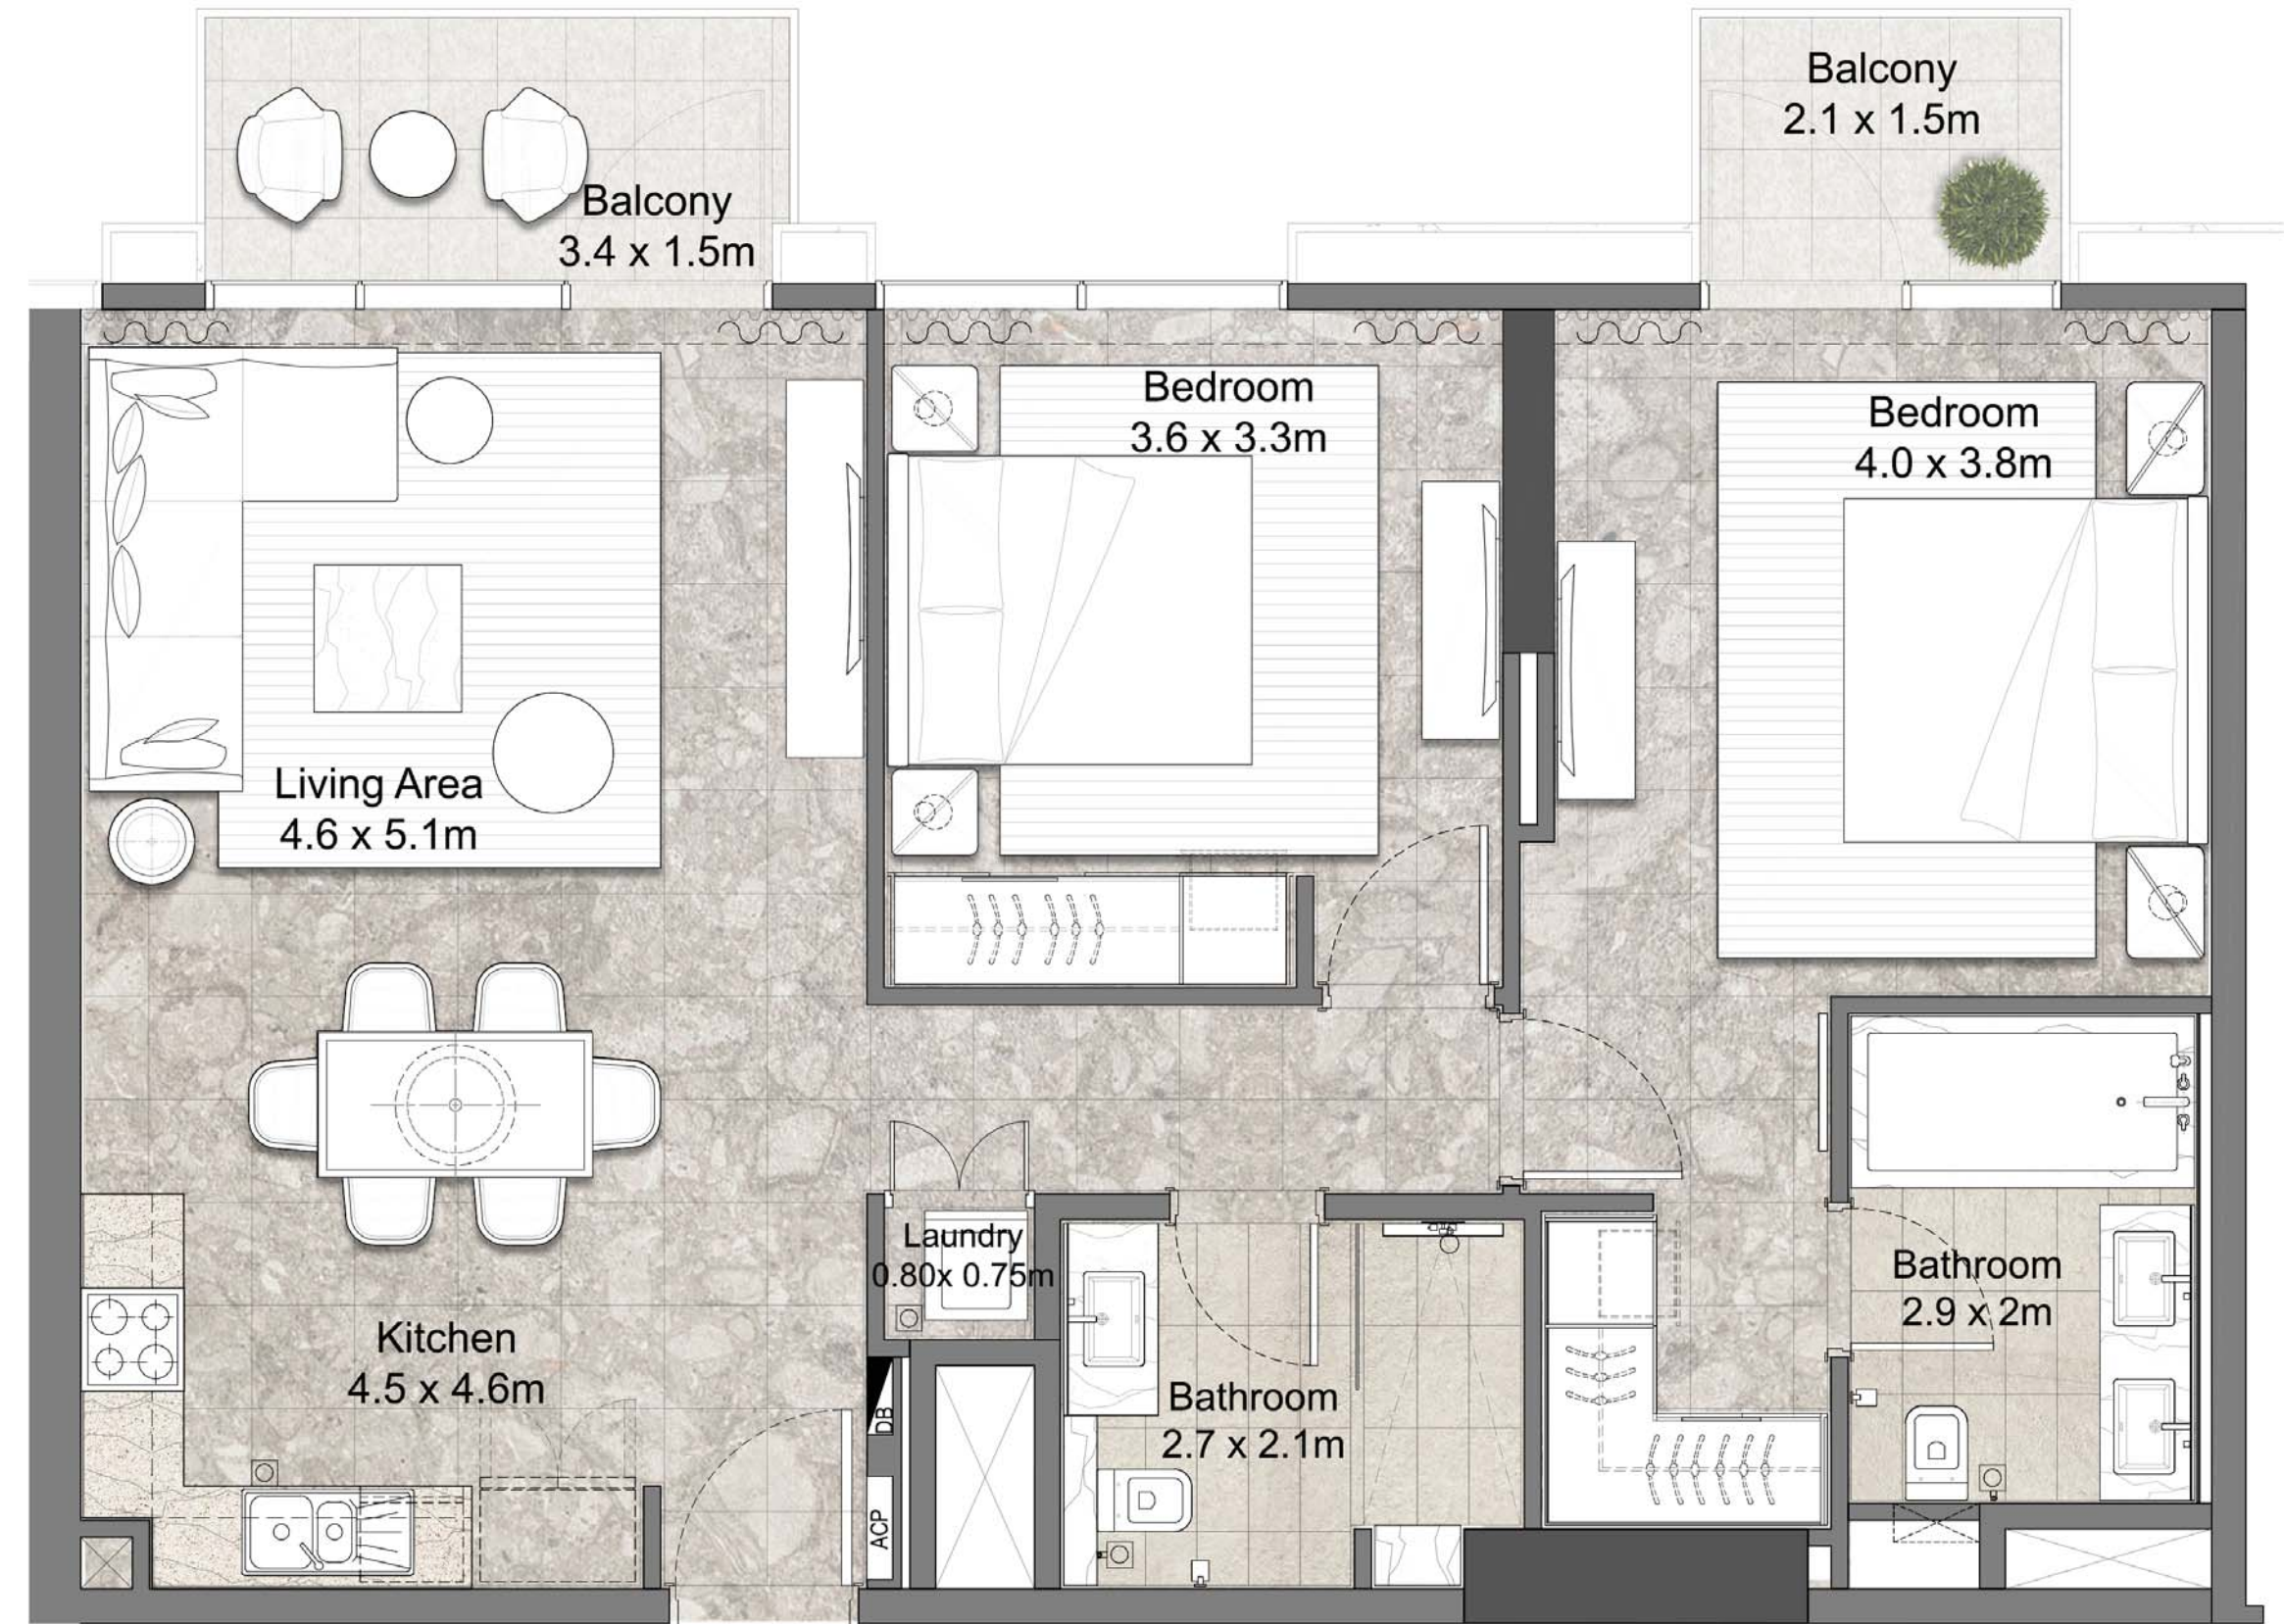 Balcony
2.1 x 1.5m
Balcony
3.4 x 1.5m
Bedroom
3.6 x 3.3m
Bedroom
4.0 x 3.8m
Living Area
4.6 x 5.1m
Laundry
0.80x 0.75m
Bathroom
2.9 x 2m
Kitchen
4.5 x 4.6m
Bathroom
2.7 x 2.1m
DB
ACP